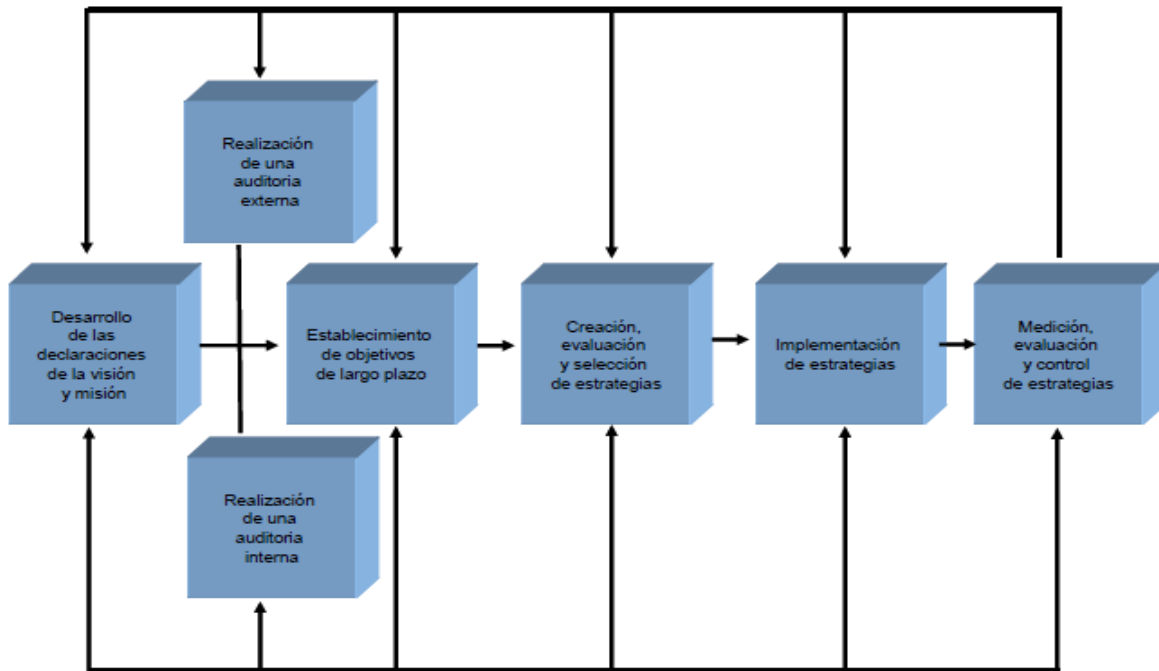 Realización
de una
auditoria
externa
Desarrollo
de las
declaraciones
de la visión
y misión
Establecimiento
de objetivos
de largo plazo
Creación,
evaluación
y selección
de estrategias
Implementación
de estrategias
Medición,
evaluación
y control
de estrategias
Realización
de una
auditoria
interna